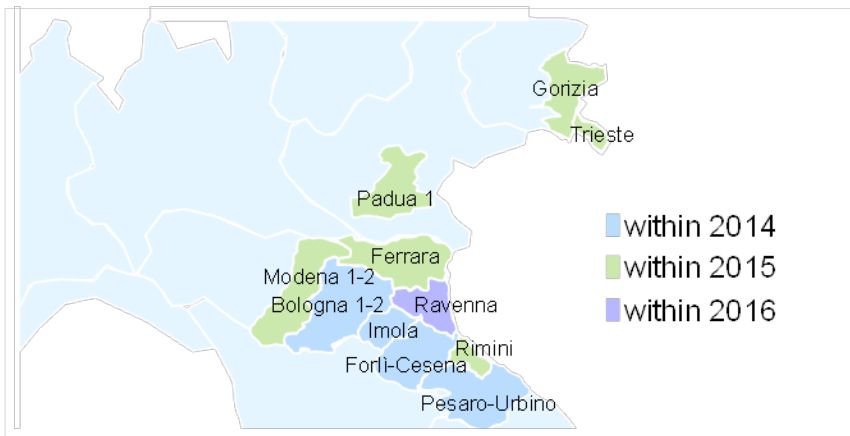 Gorizia
Trieste
Padua 1
Ferrara
Modena 1-2
Bologna 1-2
Ravenna
Imola
Rimini
Forlì-Cesena
Pesaro-Urbino
within 2014
within 2015
within 2016